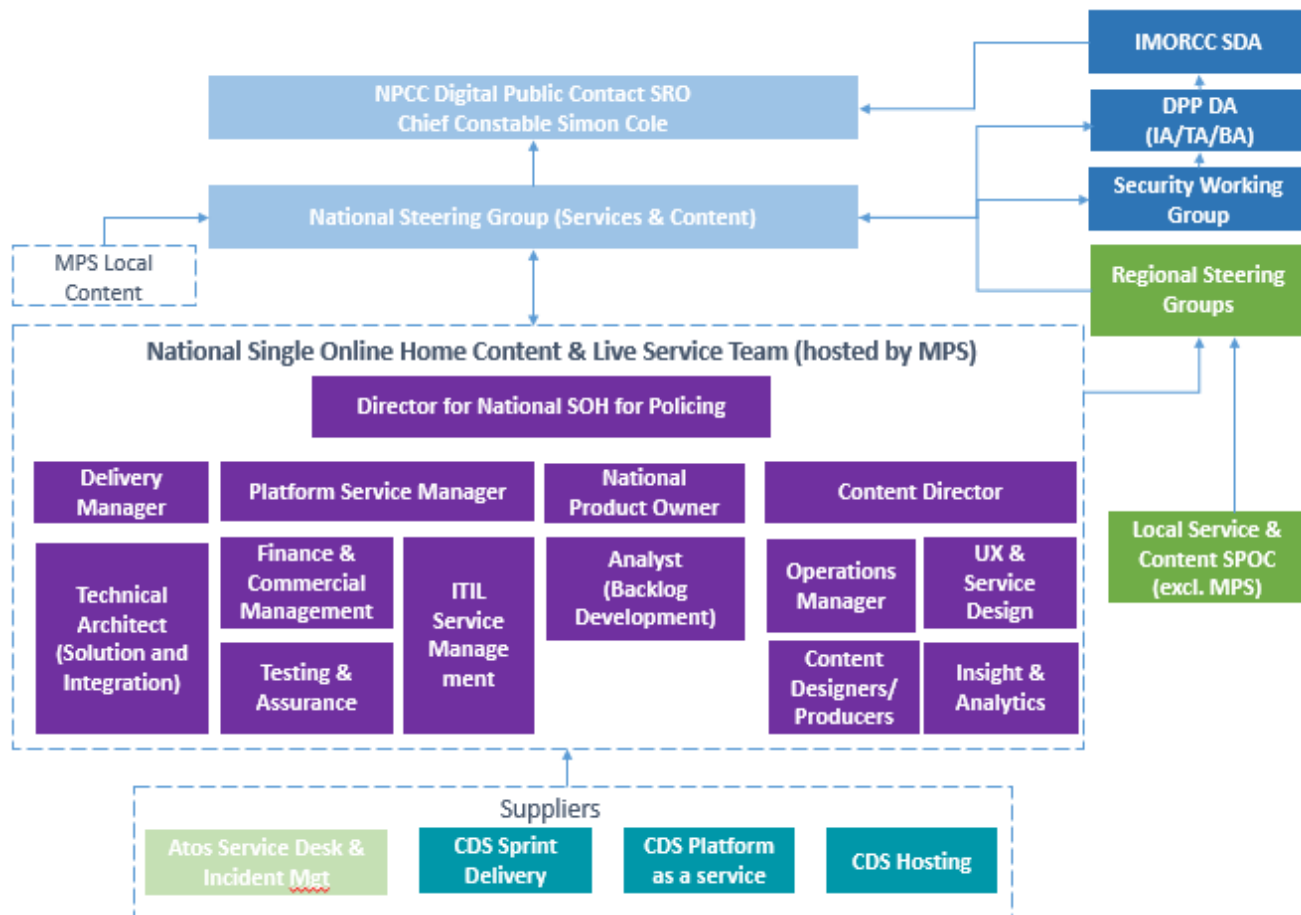 IMORCC SDA
NPCC Digital Public Contact SRO
Chief Constable Simon Cole
DPP DA
(IA/TA/BA)
Security Working
Group
National Steering Group (Services & Content)
MPS Local
Content
Regional Steering
Groups
National Single Online Home Content & Live Service Team (hosted by MPS)
Director for National SOH for Policing
Delivery
Manager
Platform Service Manager
National
Product Owner
Content Director
Technical
Architect
(Solution and
Integration)
Finance &
Commercial
Management
Testing &
Assurance
ITIL
Service
Manage
ment
Analyst
(Backlog
Development)
Operations
Manager
UX &
Service
Design
Content
Designers/
Producers
Insight &
Analytics
Local Service &
Content SPOC
(excl. MPS)
Suppliers
Atos Service Desk &
Incident Mgt
CDS Sprint
Delivery
CDS Platform
as a service
CDS Hosting